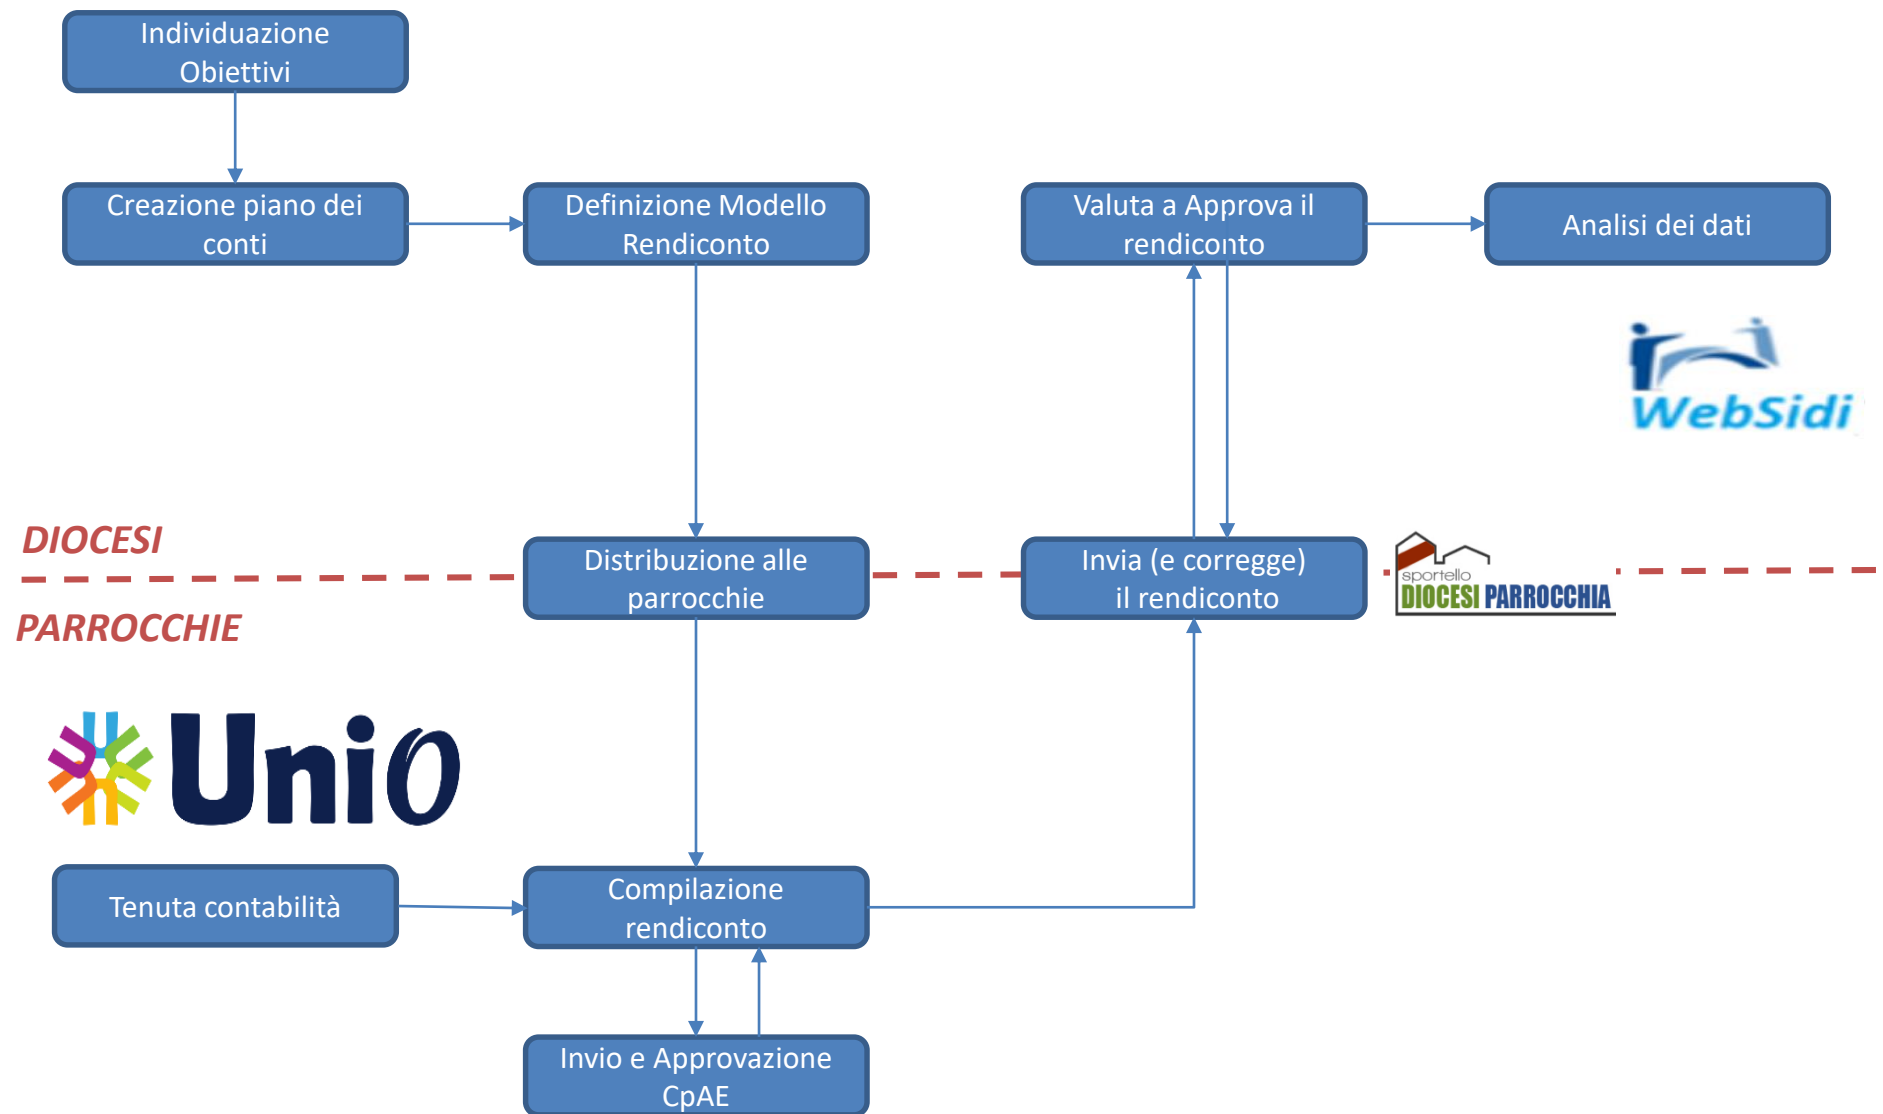 Individuazione
Obiettivi
Creazione piano dei
conti
Definizione Modello
Rendiconto
Valuta a Approva il
rendiconto
Analisi dei dati
WebSidi
DIOCESI
Distribuzione alle
parrocchie
Invia (e corregge)
il rendiconto
sportello
DIOCESI PARROCCHIA
PARROCCHIE
UniO
Tenuta contabilità
Compilazione
rendiconto
Invio e Approvazione
CpAE